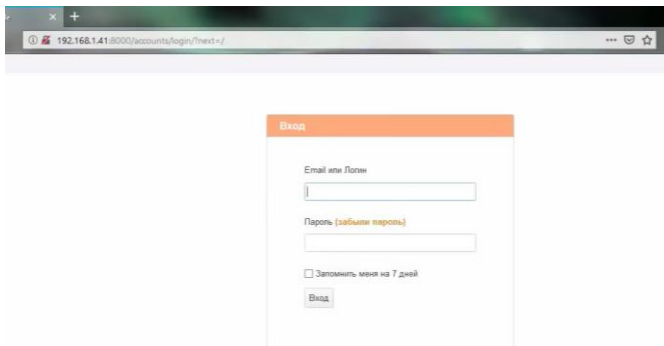 192.168.1.41:8000/accounts/login/?next=/
Вход
Email или Логин
Пароль (забыли пароль)
Запомнить меня на 7 дней
Вход